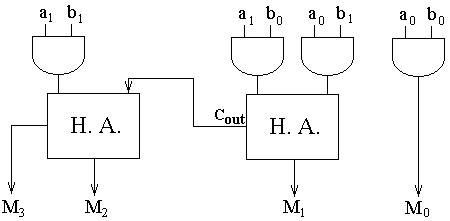 a₁ b₁ a₁ b₀ a₀ b₁ a₀ b₀
H. A. Cout H. A.
M₃ M₂ M₁ M₀